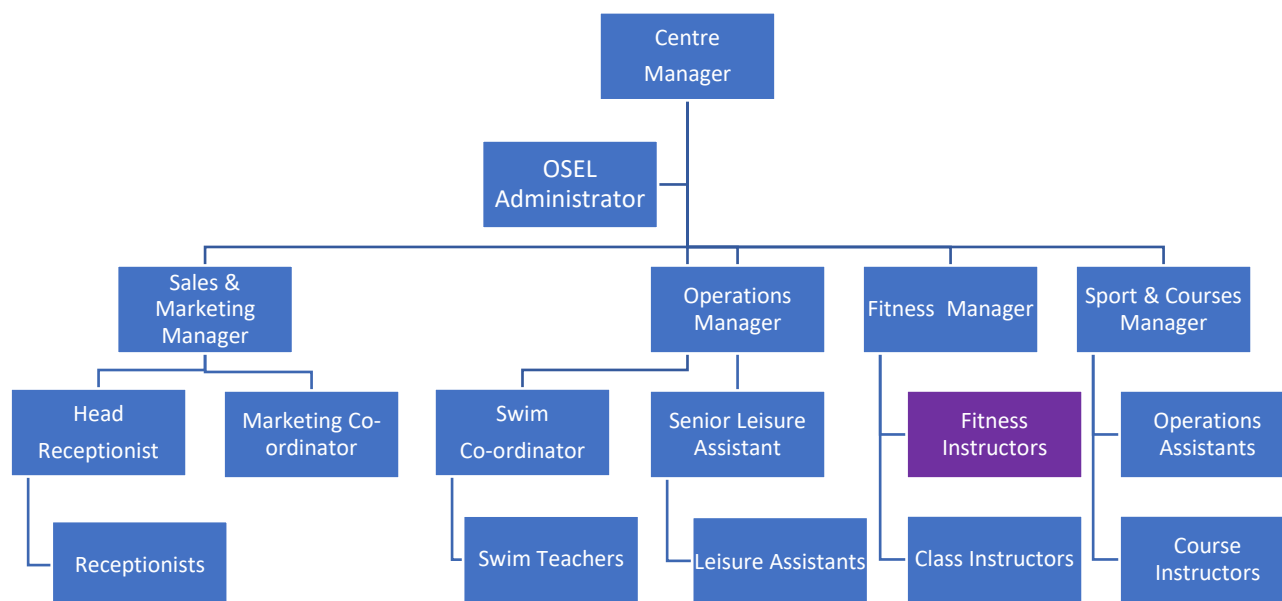 Centre
Manager
OSEL
Administrator
Sales &
Marketing
Manager
Operations
Manager
Fitness Manager
Sport & Courses
Manager
Head
Receptionist
Marketing Co-
ordinator
Swim
Co-ordinator
Senior Leisure
Assistant
Fitness
Instructors
Operations
Assistants
Receptionists
Swim Teachers
Leisure Assistants
Class Instructors
Course
Instructors